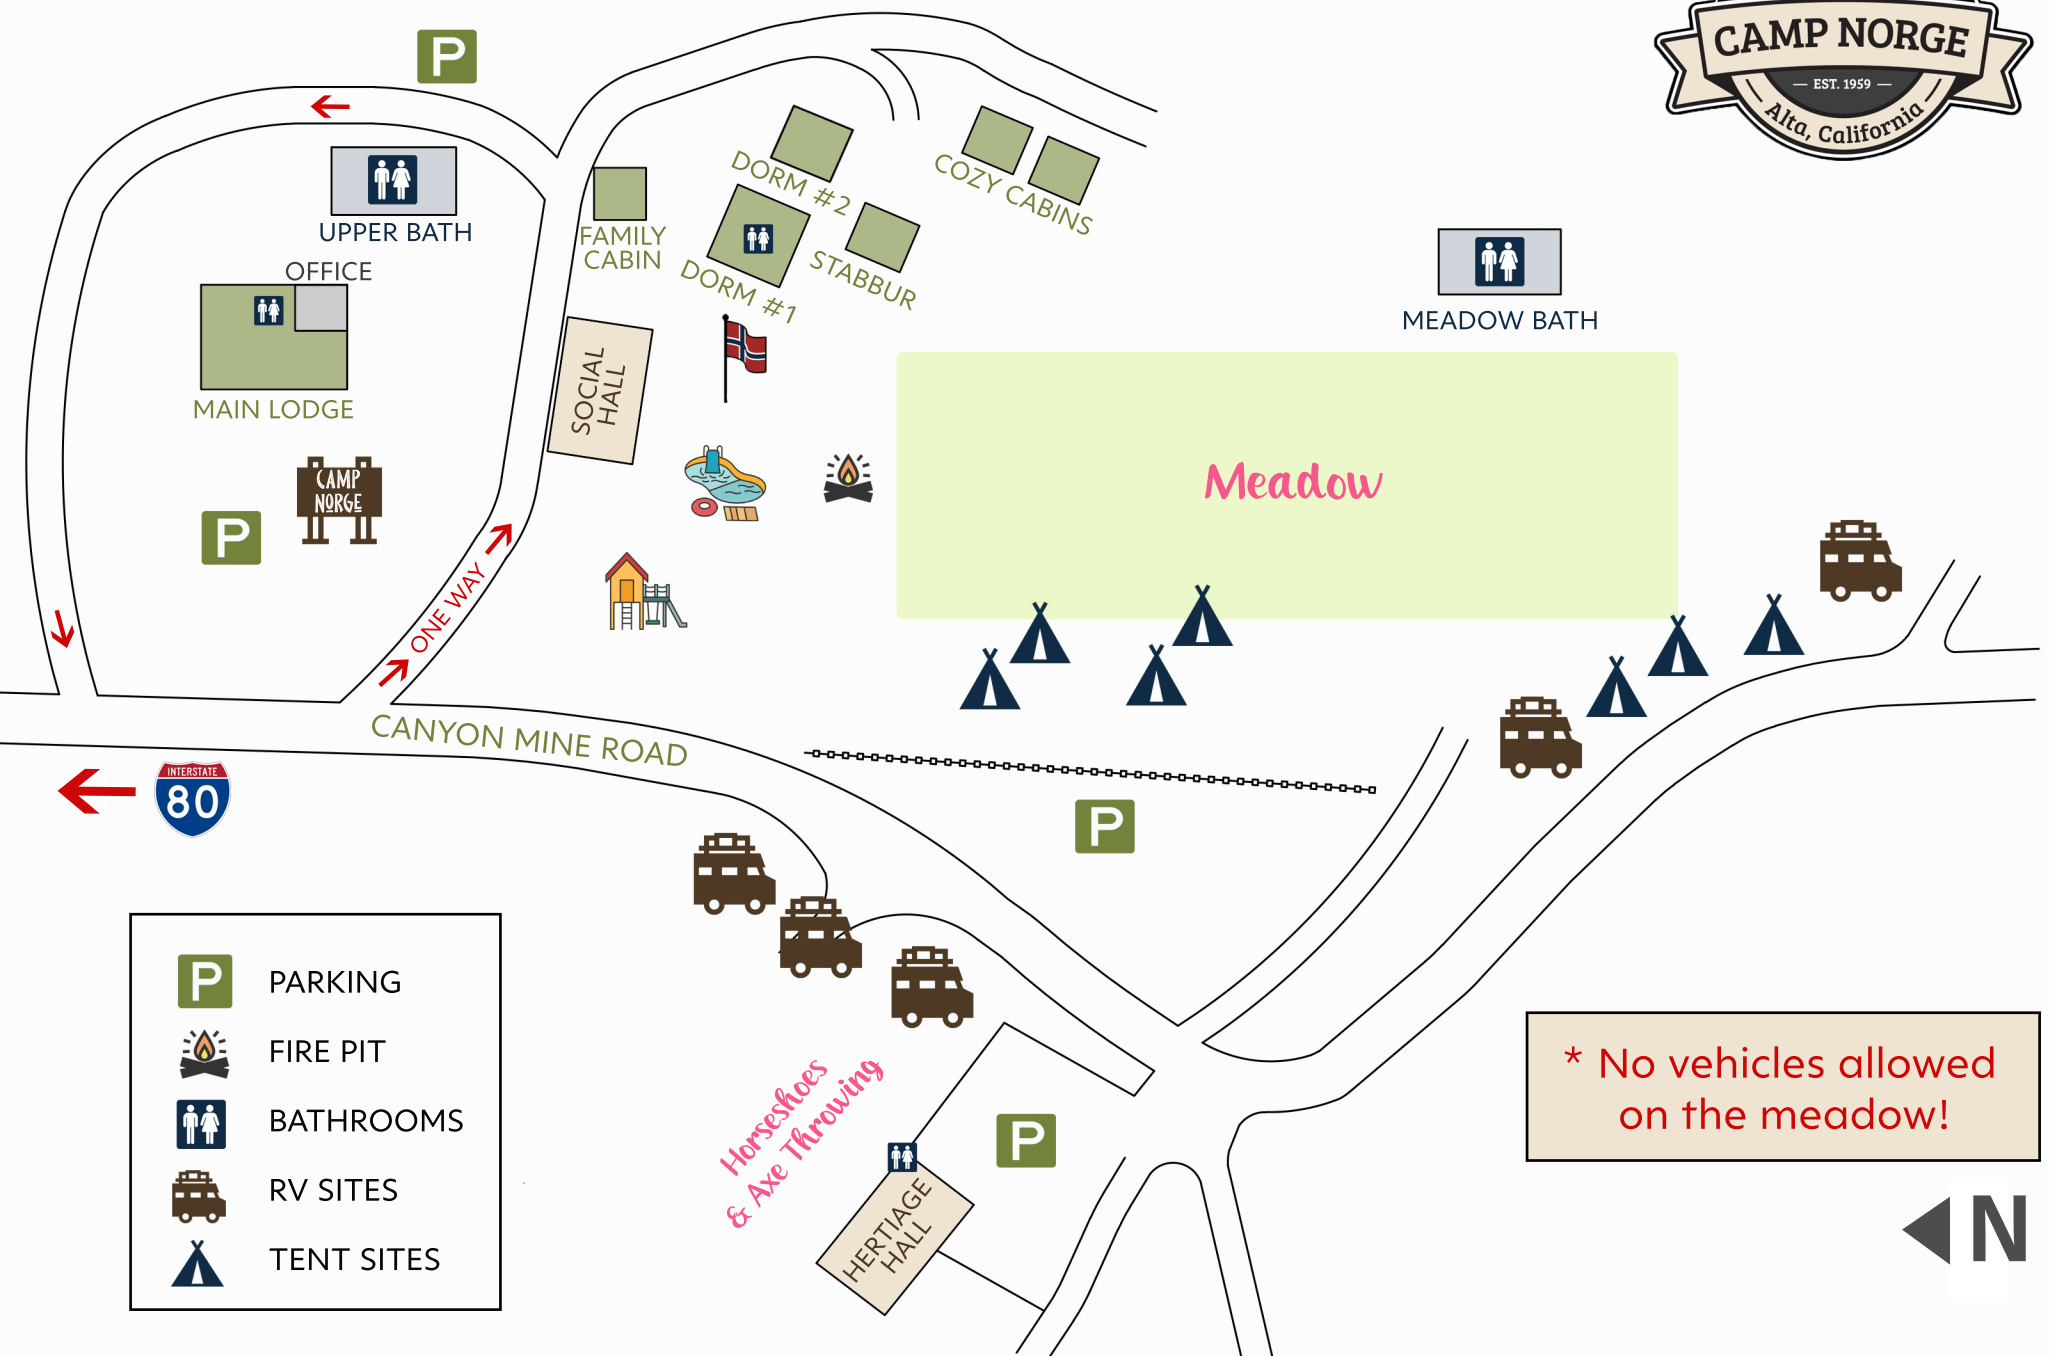 P
CAMP NORGE
EST. 1959
Alta, California
UPPER BATH
OFFICE
MAIN LODGE
CAMP
NORGE
P
FAMILY
CABIN
DORM #2
DORM #1
STABBUR
COZY CABINS
SOCIAL
HALL
MEADOW BATH
Meadow
ONE WAY
CANYON MINE ROAD
INTERSTATE
80
P
Horseshoes
& Axe Throwing
P
HERTIAGE
HALL
P PARKING
FIRE PIT
BATHROOMS
RV SITES
TENT SITES
* No vehicles allowed
on the meadow!
N